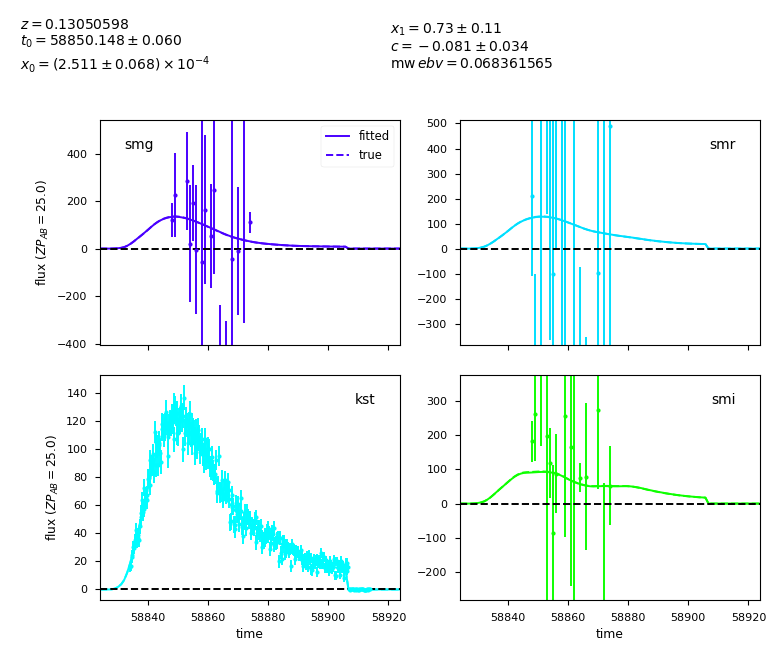 z = 0.13050598
t₀ = 58850.148 ± 0.060
x₀ = (2.511 ± 0.068) × 10⁻⁴
x₁ = 0.73 ± 0.11
c = −0.081 ± 0.034
mw ebv = 0.068361565
smg
fitted
true
400
200
0
−200
−400
flux (ZP_AB = 25.0)
smr
500
400
300
200
100
0
−100
−200
−300
kst
140
120
100
80
60
40
20
0
flux (ZP_AB = 25.0)
58840 58860 58880 58900 58920
time
smi
300
200
100
0
−100
−200
58840 58860 58880 58900 58920
time